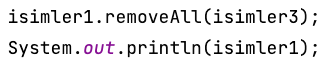 isimler1.removeAll(isimler3);
System.out.println(isimler1);